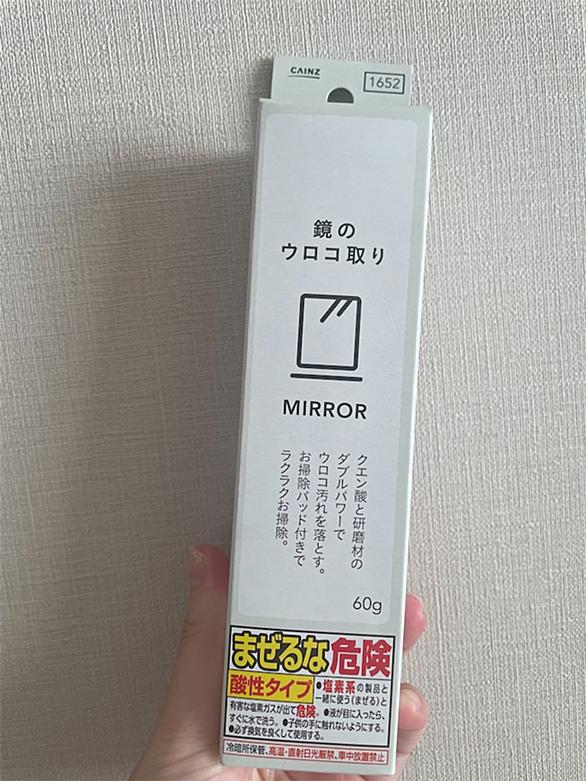 CAINZ
1652
鏡の
ウロコ取り
MIRROR
クエン酸と研磨材の
ダブルパワーで
ウロコ汚れを落とす。
お掃除パッド付きで
ラクラクお掃除。
60g
まぜるな危険
酸性タイプ
●塩素系の製品と
一緒に使う(まぜる)と
有害な塩素ガスが出て危険。●液が目に入ったら、
すぐに水で洗う。●子供の手に触れないようにする。
●必ず換気を良くして使用する。
冷暗所保管、高温・直射日光厳禁、車中放置禁止